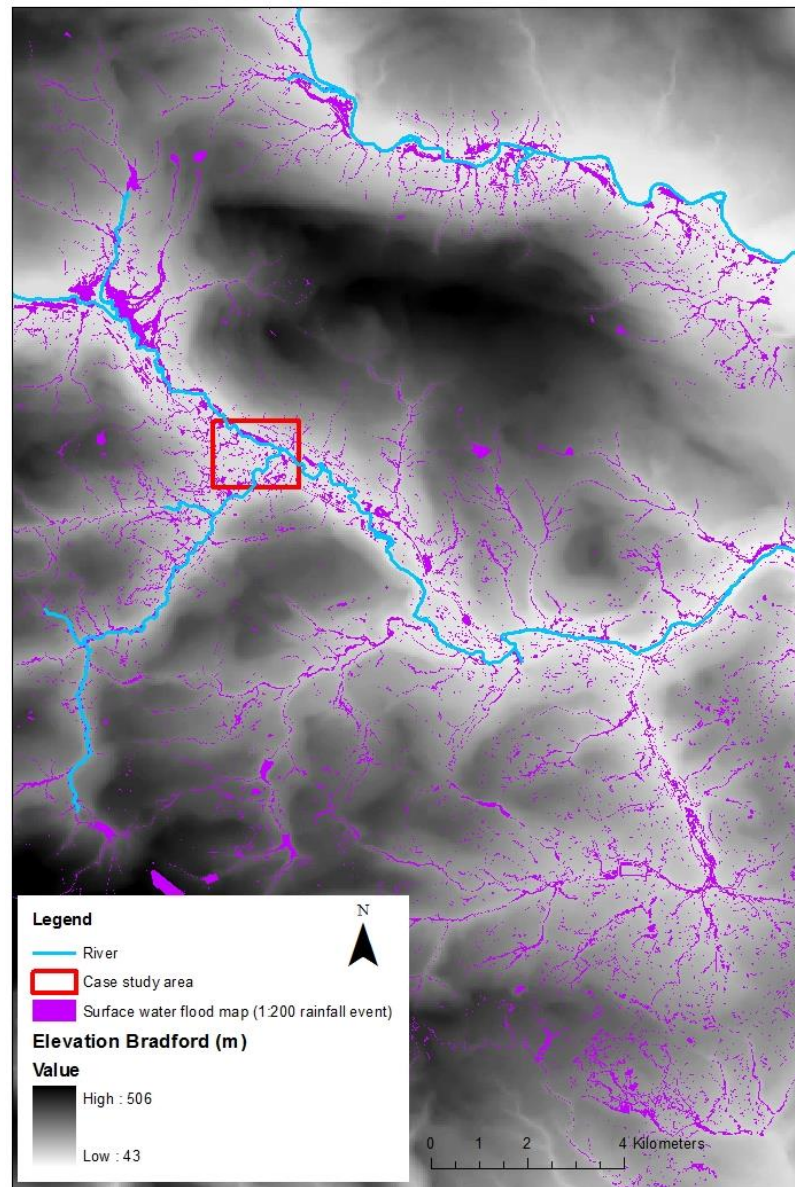 Legend
N
River
Case study area
Surface water flood map (1:200 rainfall event)
Elevation Bradford (m)
Value
High : 506
Low : 43
0 1 2 4 Kilometers